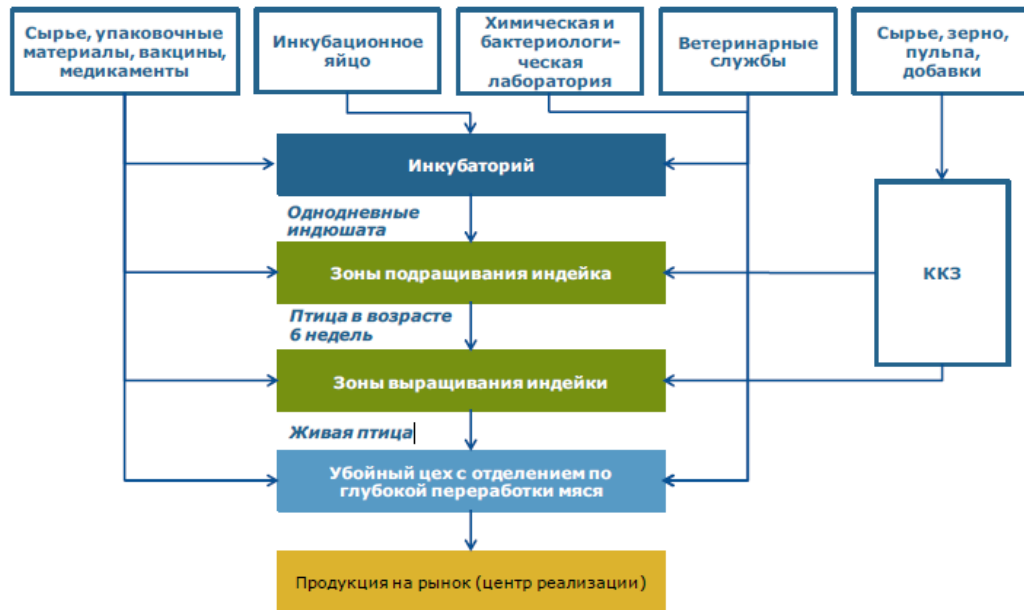 Сырье, упаковочные
материалы, вакцины,
медикаменты
Инкубационное
яйцо
Химическая и
бактериологи-
ческая
лаборатория
Ветеринарные
службы
Сырье, зерно,
пульпа,
добавки
Инкубаторий
Однодневные
индюшата
Зоны подращивания индейка
ККЗ
Птица в возрасте
6 недель
Зоны выращивания индейки
Живая птица
Убойный цех с отделением по
глубокой переработки мяся
Продукция на рынок (центр реализации)